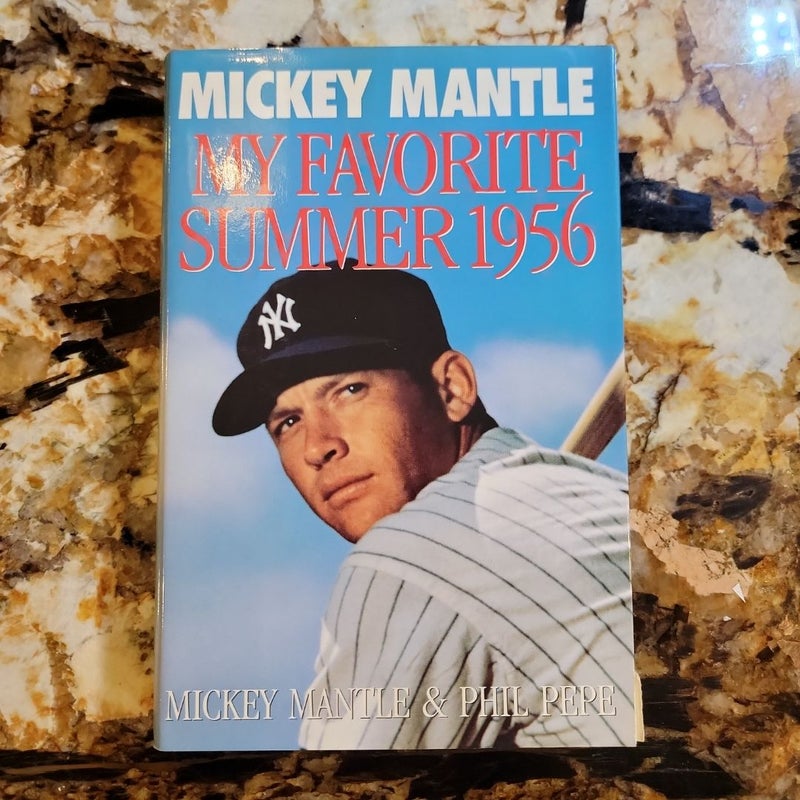 MICKEY MANTLE
MY FAVORITE
SUMMER 1956
NY
MICKEY MANTLE & PHIL PEPE